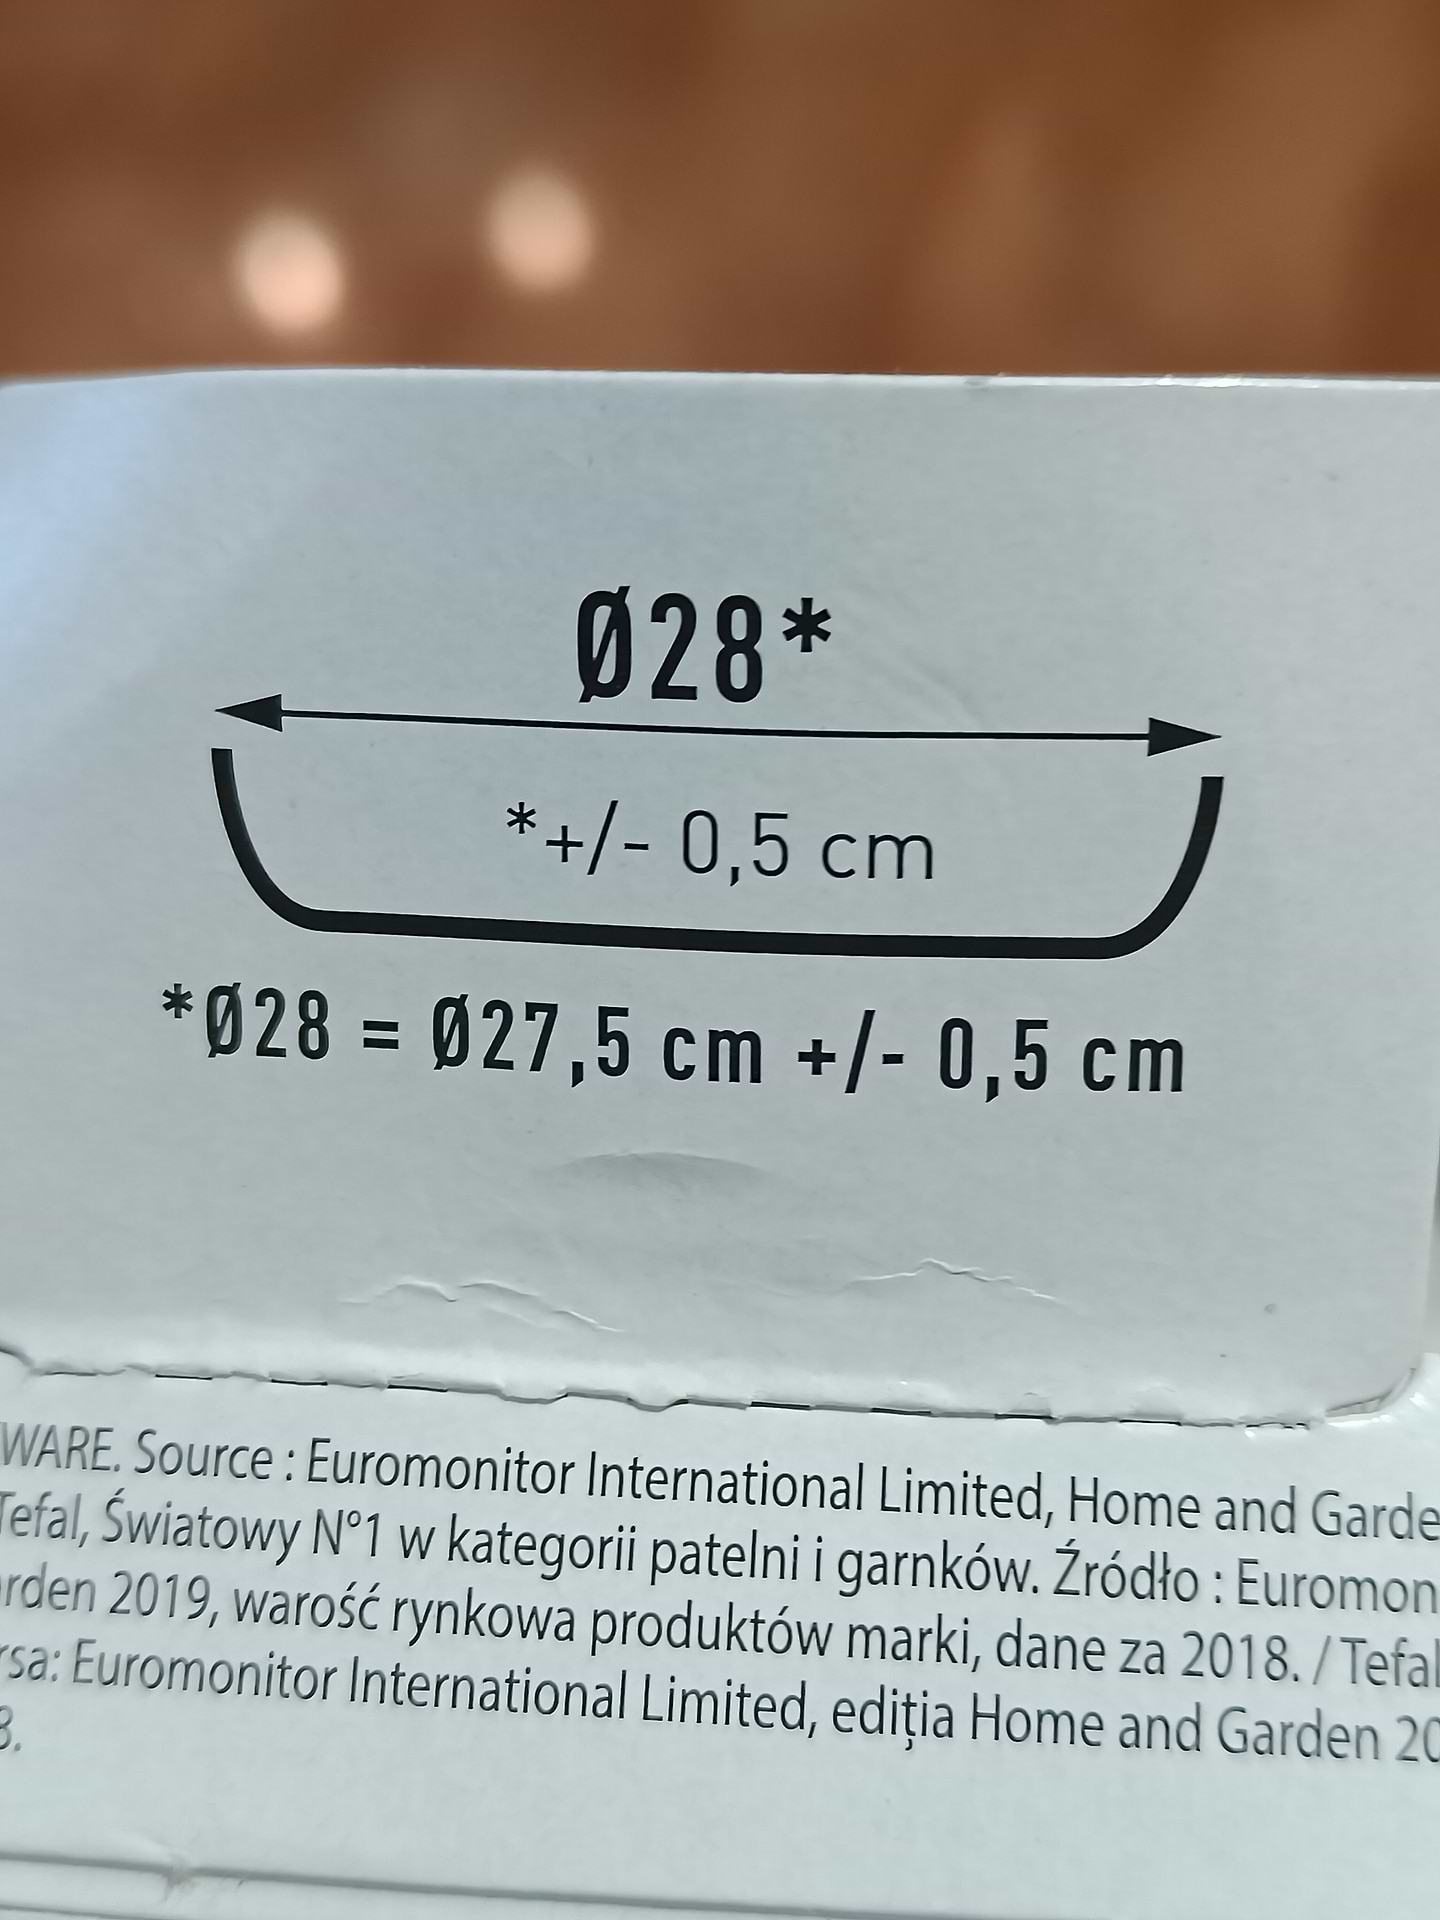 Ø28*
*+/- 0,5 cm
*Ø28 = Ø27,5 cm +/- 0,5 cm
WARE. Source : Euromonitor International Limited, Home and Garde
Tefal, Światowy N°1 w kategorii patelni i garnków. Źródło : Euromon
rden 2019, warość rynkowa produktów marki, dane za 2018. / Tefal
rsa: Euromonitor International Limited, ediția Home and Garden 20
8.